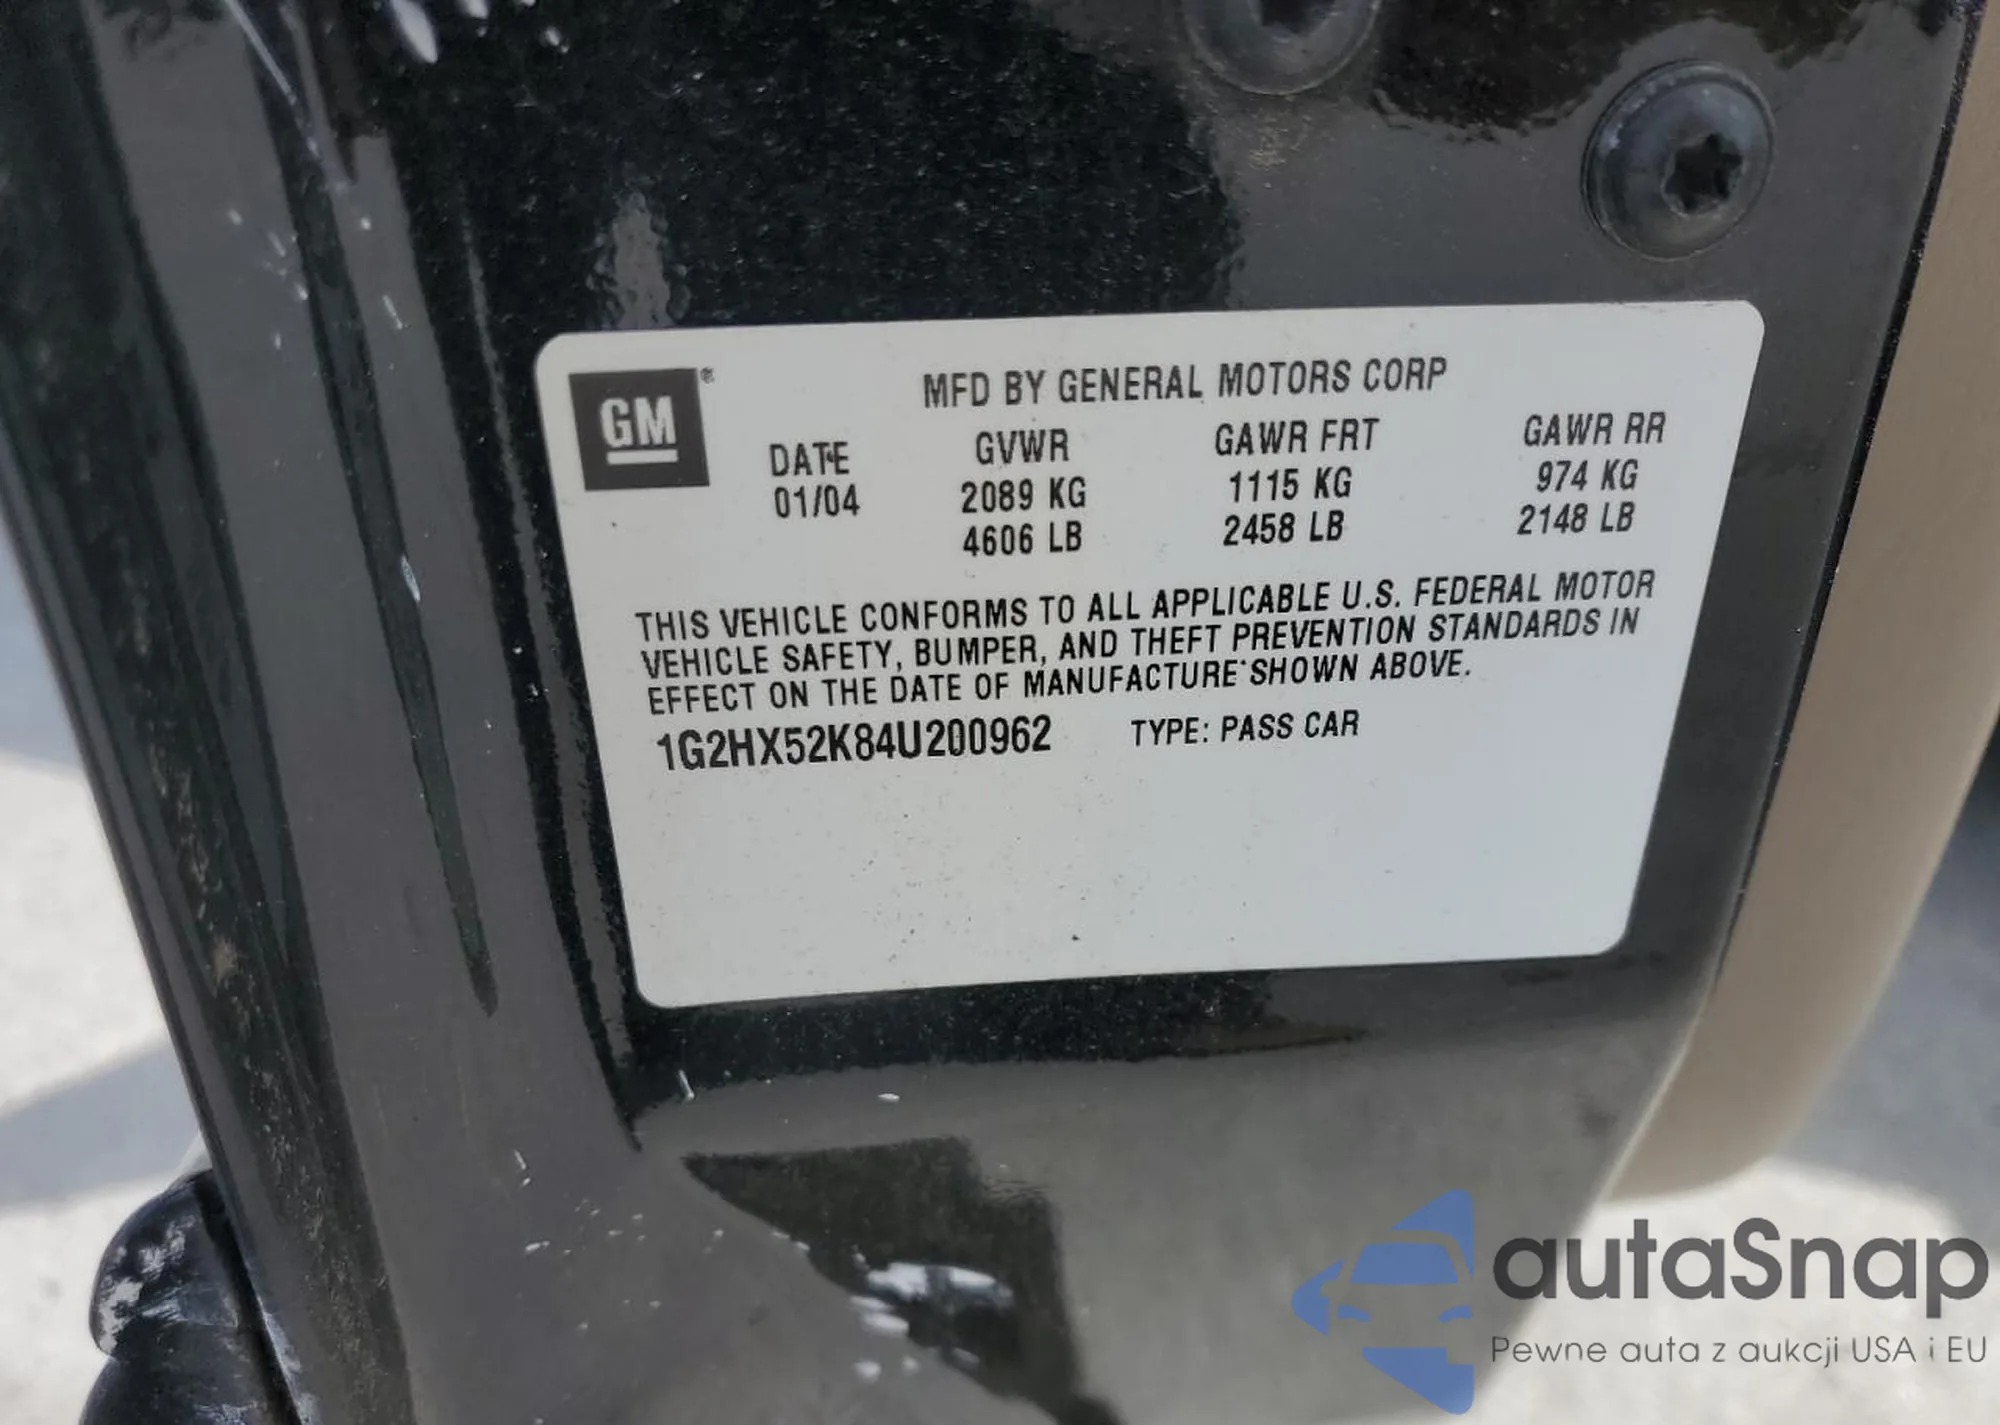 GM®
MFD BY GENERAL MOTORS CORP
DATE GVWR GAWR FRT GAWR RR
01/04 2089 KG 1115 KG 974 KG
4606 LB 2458 LB 2148 LB
THIS VEHICLE CONFORMS TO ALL APPLICABLE U.S. FEDERAL MOTOR
VEHICLE SAFETY, BUMPER, AND THEFT PREVENTION STANDARDS IN
EFFECT ON THE DATE OF MANUFACTURE SHOWN ABOVE.
1G2HX52K84U200962 TYPE: PASS CAR
autaSnap
Pewne auta z aukcji USA i EU